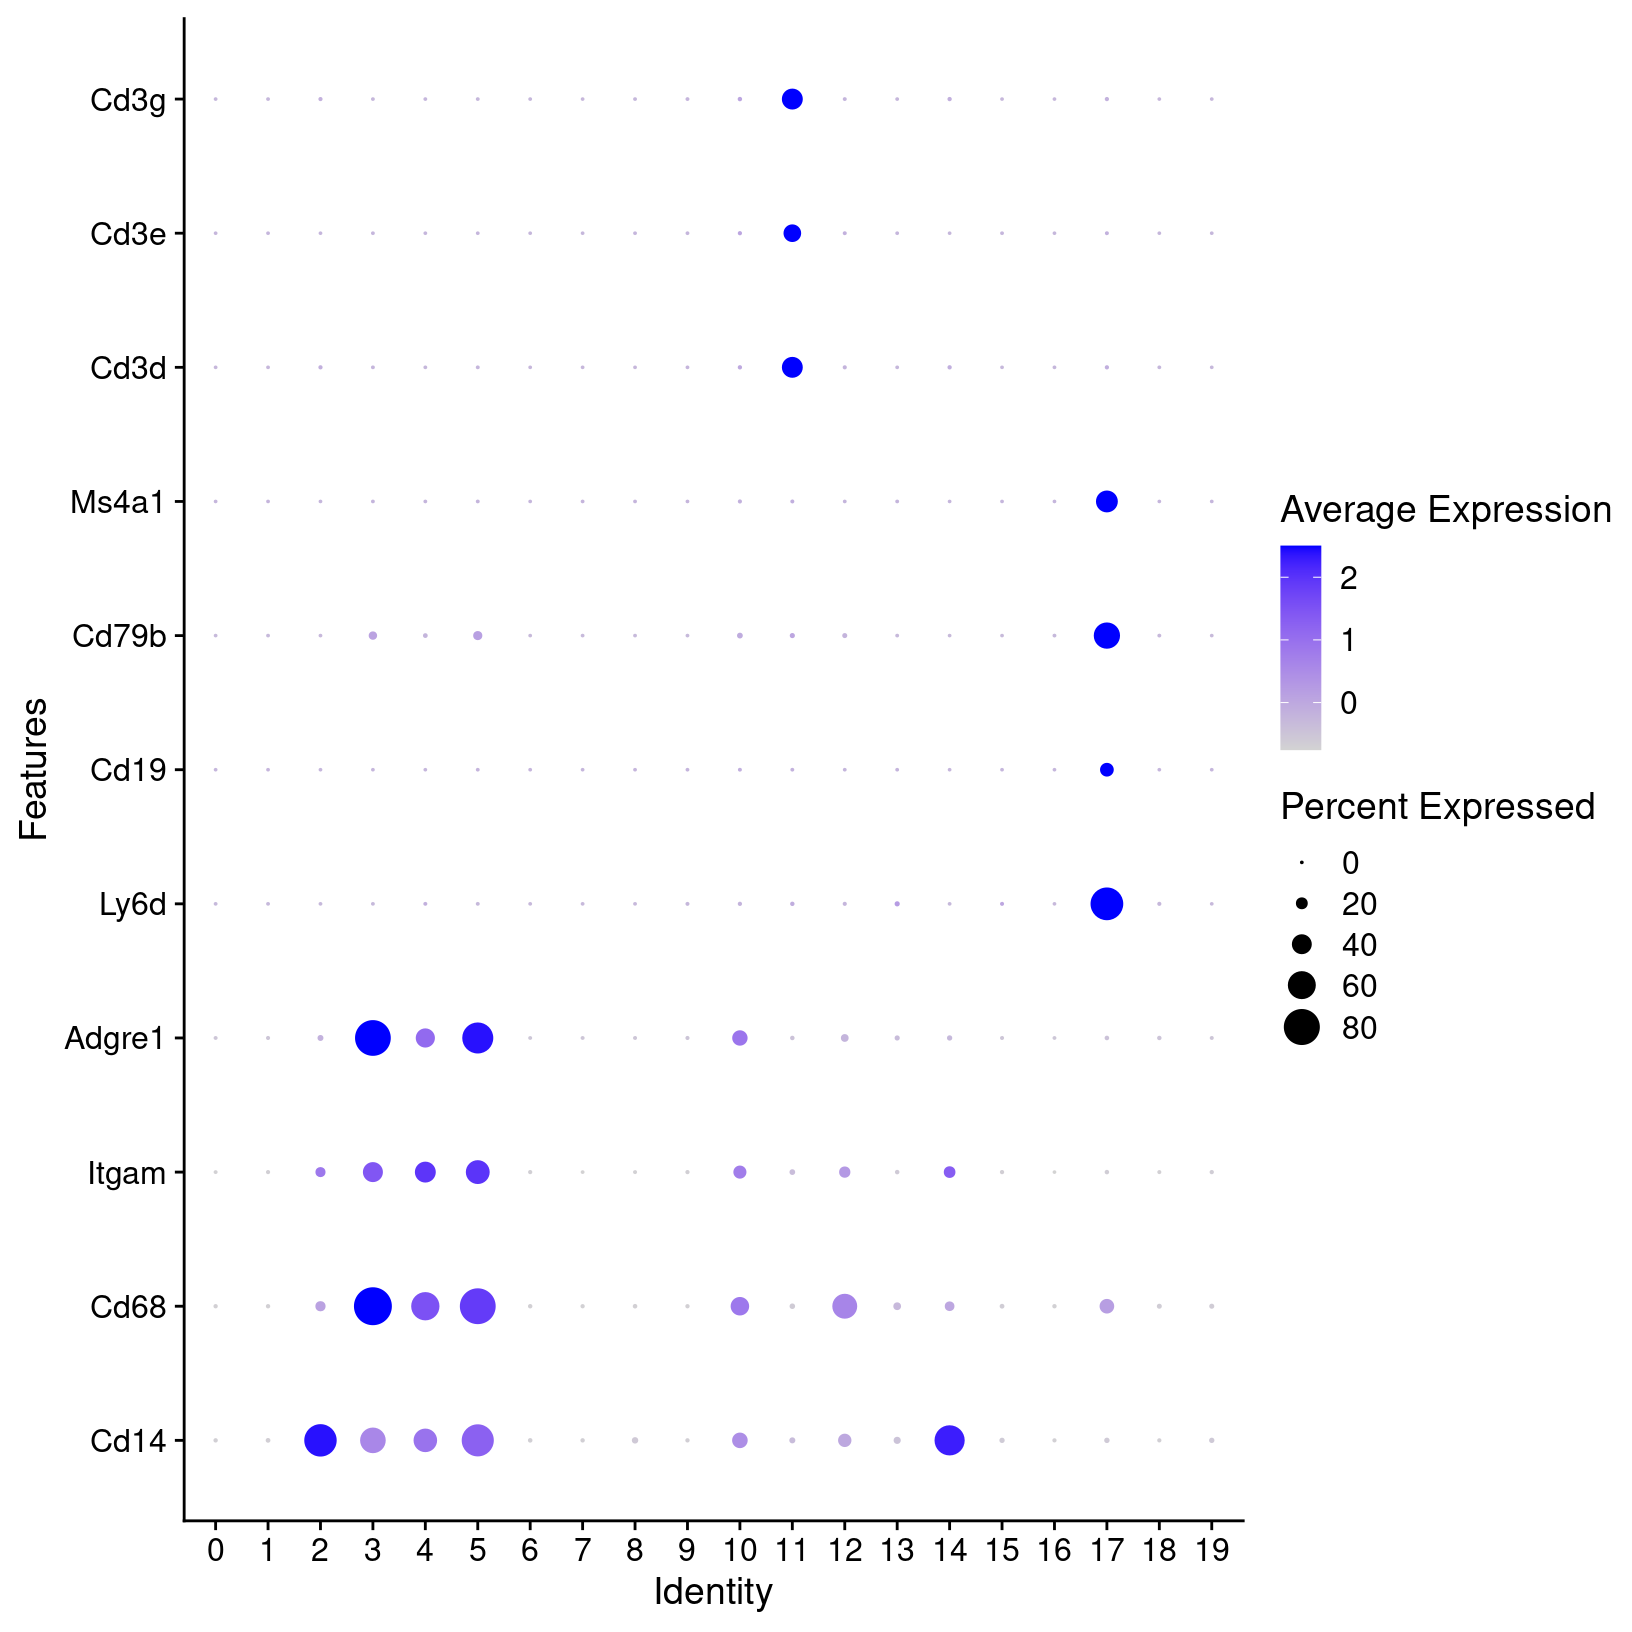 Cd3g
Cd3e
Cd3d
Ms4a1
Cd79b
Cd19
Ly6d
Adgre1
Itgam
Cd68
Cd14
Features
0 1 2 3 4 5 6 7 8 9 10 11 12 13 14 15 16 17 18 19
Identity
Average Expression
2
1
0
Percent Expressed
0
20
40
60
80